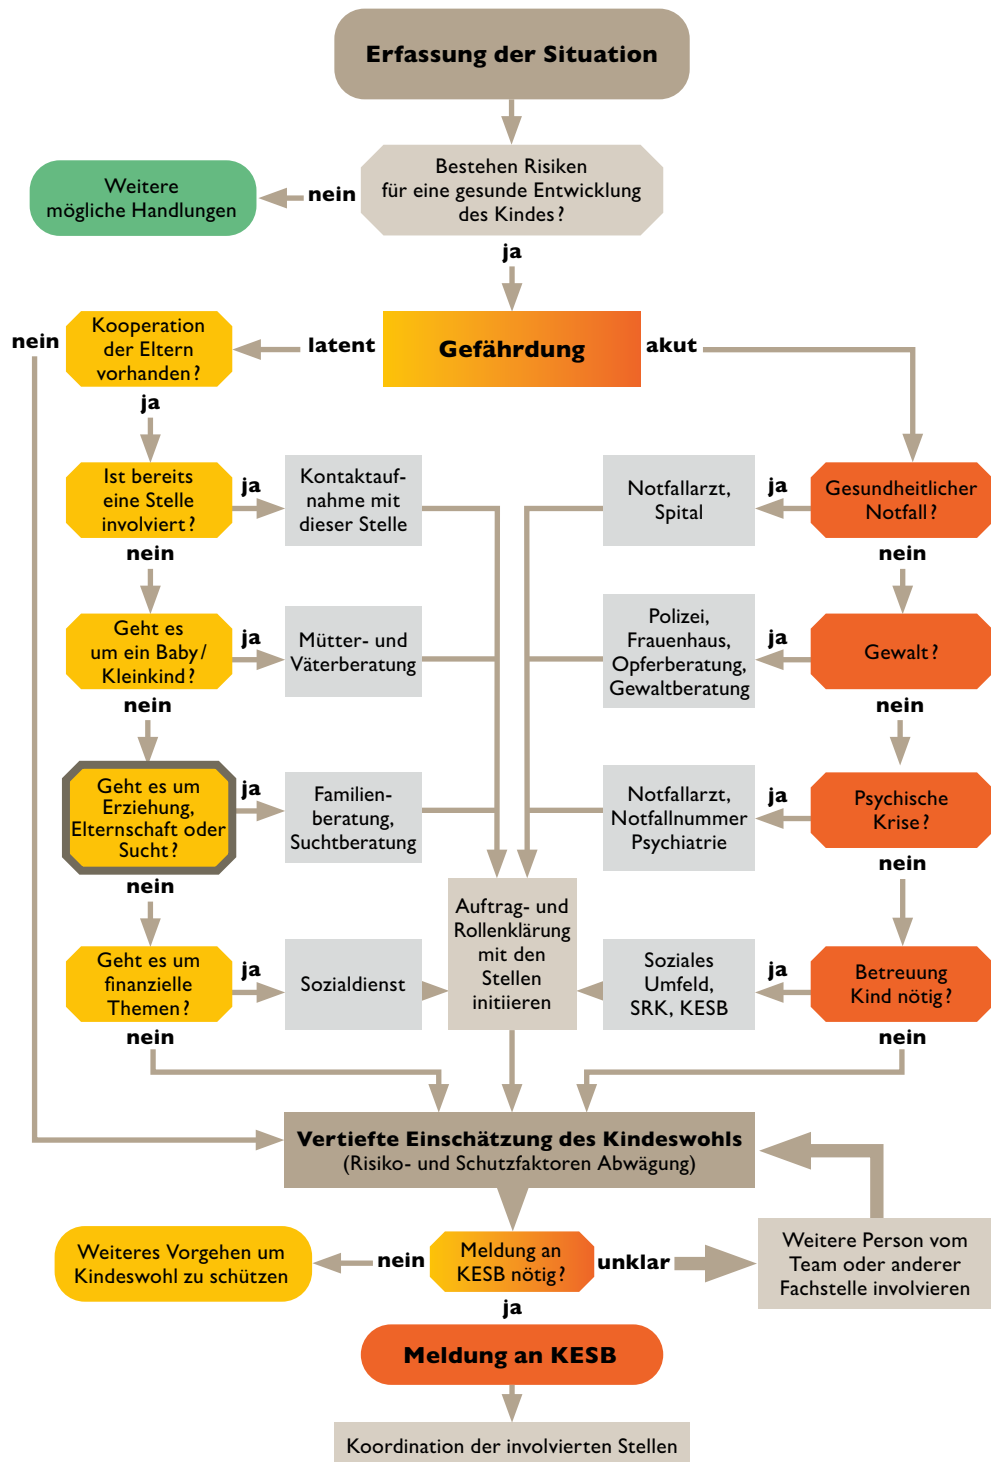 Erfassung der Situation
Bestehen Risiken
für eine gesunde Entwicklung
des Kindes?
nein
Weitere
mögliche Handlungen
ja
Gefährdung
latent
akut
Kooperation
der Eltern
vorhanden?
nein
ja
Ist bereits
eine Stelle
involviert?
ja
Kontaktauf-
nahme mit
dieser Stelle
Notfallarzt,
Spital
ja
Gesundheitlicher
Notfall?
nein
nein
Geht es
um ein Baby/
Kleinkind?
ja
Mütter- und
Väterberatung
Polizei,
Frauenhaus,
Opferberatung,
Gewaltberatung
ja
Gewalt?
nein
nein
Geht es um
Erziehung,
Elternschaft oder
Sucht?
ja
Familien-
beratung,
Suchtberatung
Notfallarzt,
Notfallnummer
Psychiatrie
ja
Psychische
Krise?
nein
nein
Auftrag- und
Rollenklärung
mit den
Stellen
initiieren
Geht es um
finanzielle
Themen?
ja
Sozialdienst
Soziales
Umfeld,
SRK, KESB
ja
Betreuung
Kind nötig?
nein
nein
Vertiefte Einschätzung des Kindeswohls
(Risiko- und Schutzfaktoren Abwägung)
Weiteres Vorgehen um
Kindeswohl zu schützen
nein
Meldung an
KESB nötig?
unklar
Weitere Person vom
Team oder anderer
Fachstelle involvieren
ja
Meldung an KESB
Koordination der involvierten Stellen